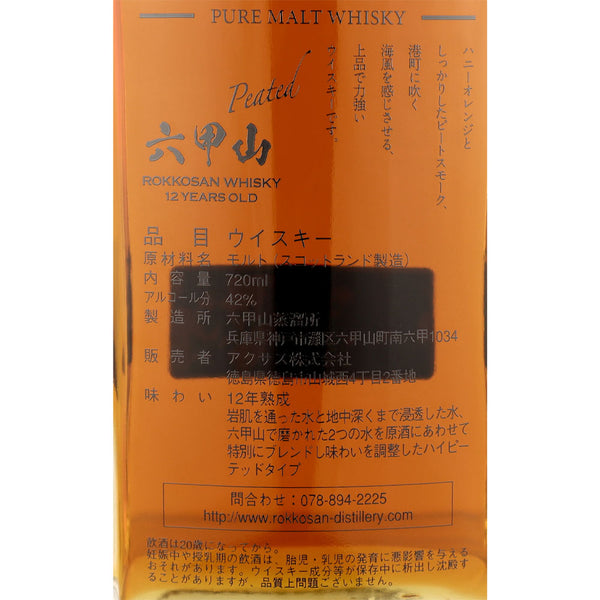 PURE MALT WHISKY
ハニーオレンジと
しっかりしたピートスモーク、
港町に吹く
海風を感じさせる、
上品で力強い
ウイスキーです。
Peated
六甲山
ROKKOSAN WHISKY
12 YEARS OLD
品目 ウイスキー
原材料名 モルト（スコットランド製造）
内容量 720ml
アルコール分 42%
製造所 六甲山蒸溜所
兵庫県神戸市灘区六甲山町南六甲1034
販売者 アクサス株式会社
徳島県徳島市山城西4丁目2番地
味わい 12年熟成
岩肌を通った水と地中深くまで浸透した水、
六甲山で磨かれた2つの水を原酒にあわせて
特別にブレンドし味わいを調整したハイピー
テッドタイプ
問合わせ：078-894-2225
http://www.rokkosan-distillery.com
飲酒は20歳になってから。
妊娠中や授乳期の飲酒は、胎児・乳児の発育に悪影響を与える
おそれがあります。ウイスキー成分等が保存中に析出し沈殿する
ことがありますが、品質上問題ございません。